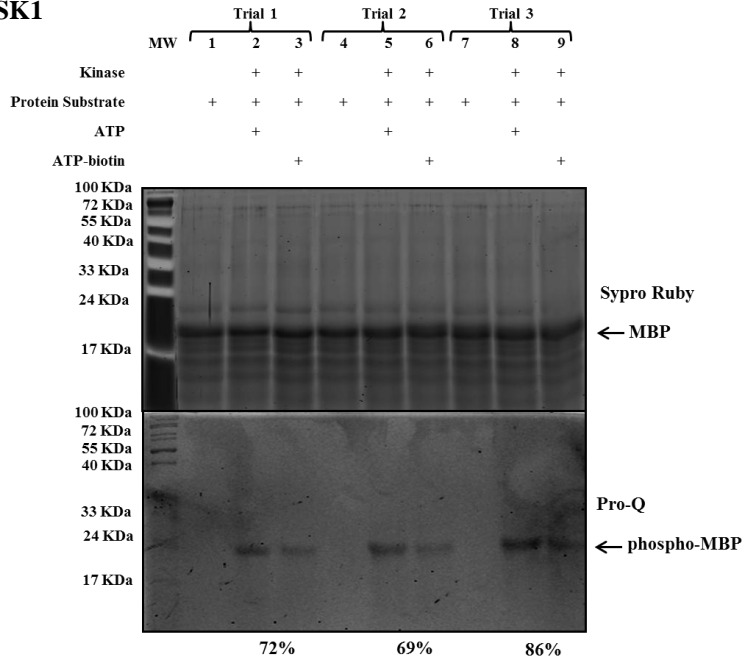 SK1
Trial 1 Trial 2 Trial 3
MW 1 2 3 4 5 6 7 8 9
Kinase + + + + + +
Protein Substrate + + + + + + + + +
ATP + + +
ATP-biotin + + +
100 KDa
72 KDa
55 KDa
40 KDa
33 KDa
24 KDa
Sypro Ruby
← MBP
17 KDa
100 KDa
72 KDa
55 KDa
40 KDa
Pro-Q
33 KDa
24 KDa
← phospho-MBP
17 KDa
72% 69% 86%